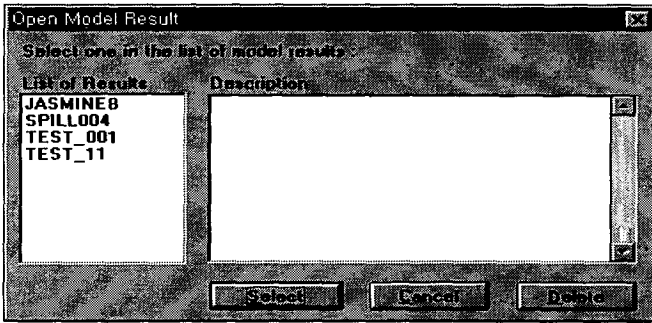 Open Model Result
Select one in the list of model results :
List of Results
Description
JASMINE8
SPILL004
TEST_001
TEST_11
Select
Cancel
Delete